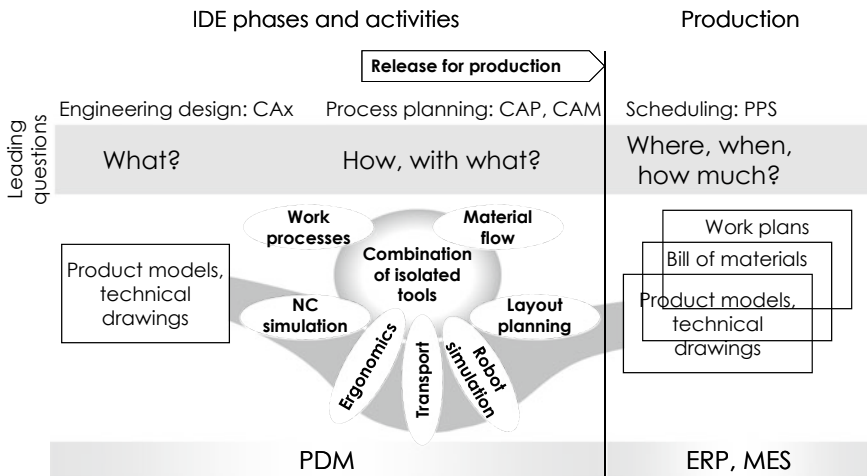 IDE phases and activities
Production
Release for production
Engineering design: CAx
Process planning: CAP, CAM
Scheduling: PPS
Leading
questions
What?
How, with what?
Where, when,
how much?
Work
processes
Material
flow
Combination
of isolated
tools
Product models,
technical
drawings
NC
simulation
Layout
planning
Ergonomics
Transport
Robot
simulation
Work plans
Bill of materials
Product models,
technical
drawings
PDM
ERP, MES